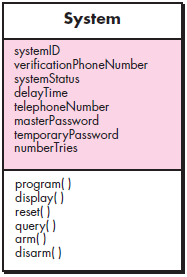 System
systemID
verificationPhoneNumber
systemStatus
delayTime
telephoneNumber
masterPassword
temporaryPassword
numberTries
program( )
display( )
reset( )
query( )
arm( )
disarm( )